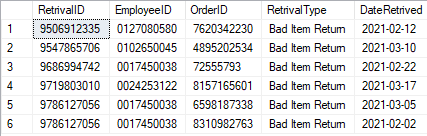 RetrivalID EmployeeID OrderID RetrivalType DateRetrived
1 9506912335 0127080580 7620342230 Bad Item Return 2021-02-12
2 9547865706 0102650045 4895202534 Bad Item Return 2021-03-10
3 9686994742 0017450038 72555793 Bad Item Return 2021-02-22
4 9719803010 0024253122 8157165601 Bad Item Return 2021-03-17
5 9786127056 0017450038 6598187338 Bad Item Return 2021-03-05
6 9786127056 0017450038 8310982763 Bad Item Return 2021-02-02